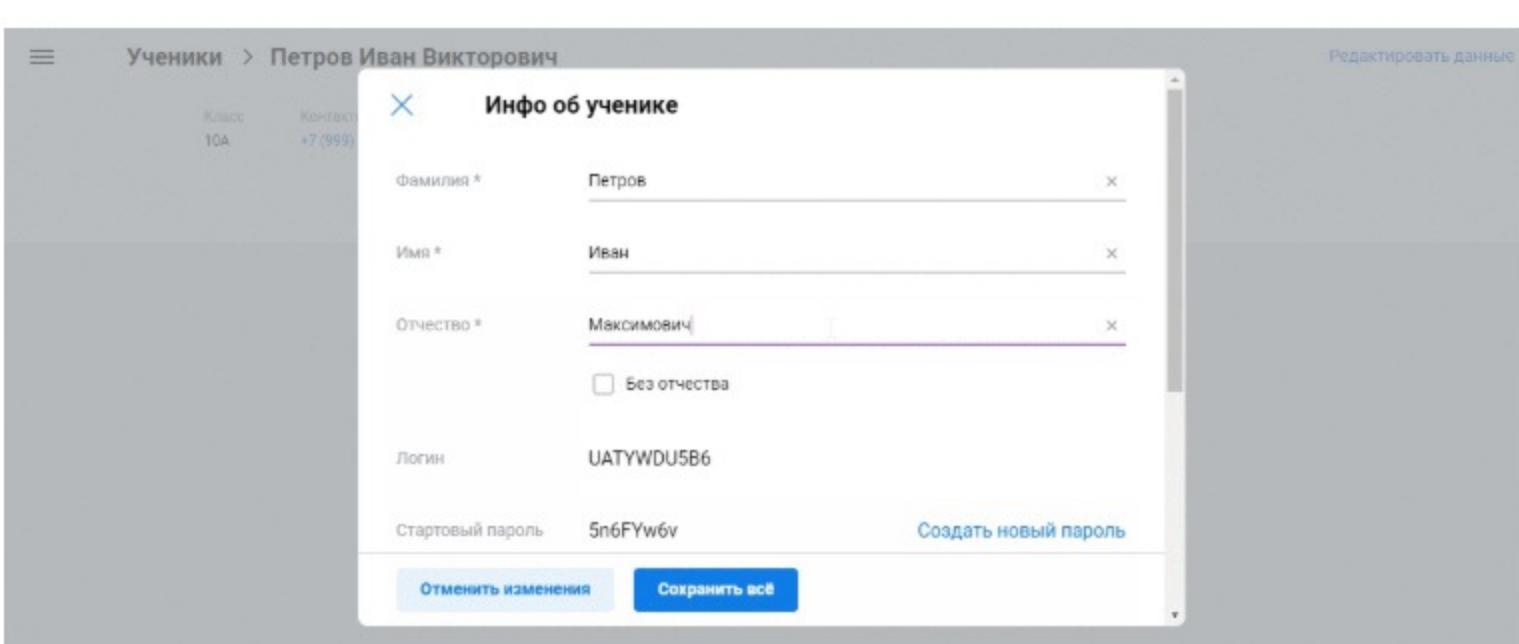 Ученики > Петров Иван Викторович
Редактировать данные
Класс
10А
+7 (999)
Инфо об ученике
Фамилия * Петров
Имя * Иван
Отчество * Максимович
Без отчества
Логин UATYWDU5B6
Стартовый пароль 5n6FYw6v Создать новый пароль
Отменить изменения Сохранить всё